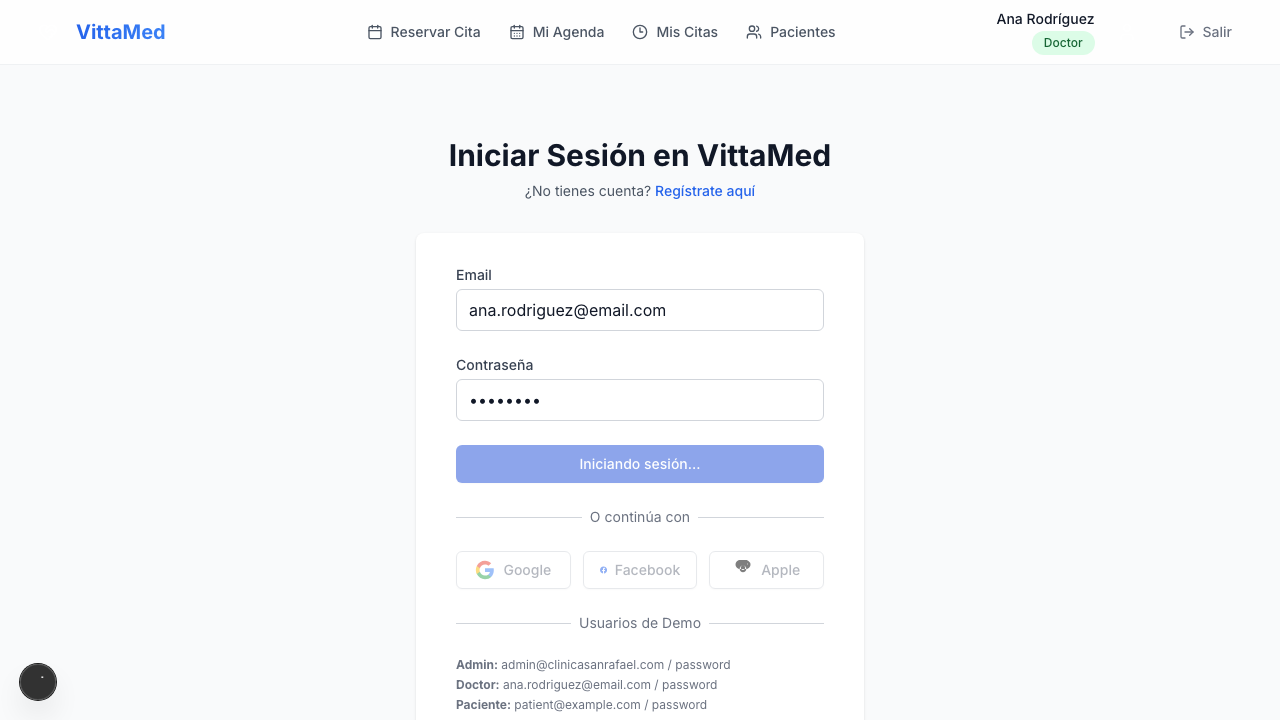 VittaMed
Reservar Cita
Mi Agenda
Mis Citas
Pacientes
Ana Rodríguez
Doctor
Salir
Iniciar Sesión en VittaMed
¿No tienes cuenta? Regístrate aquí
Email
ana.rodriguez@email.com
Contraseña
••••••••
Iniciando sesión...
O continúa con
Google
Facebook
Apple
Usuarios de Demo
Admin: admin@clinicasanrafael.com / password
Doctor: ana.rodriguez@email.com / password
Paciente: patient@example.com / password